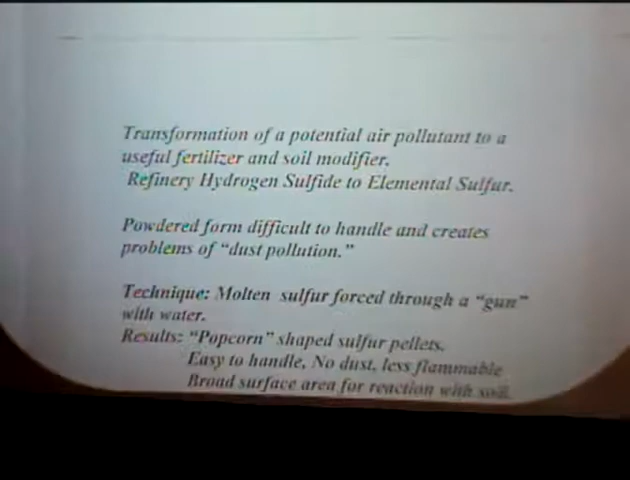 Transformation of a potential air pollutant to a
useful fertilizer and soil modifier.
Refinery Hydrogen Sulfide to Elemental Sulfur.
Powdered form difficult to handle and creates
problems of “dust pollution.”
Technique: Molten sulfur forced through a “gun”
with water.
Results: “Popcorn” shaped sulfur pellets.
Easy to handle, No dust, less flammable
Broad surface area for reaction with soil.